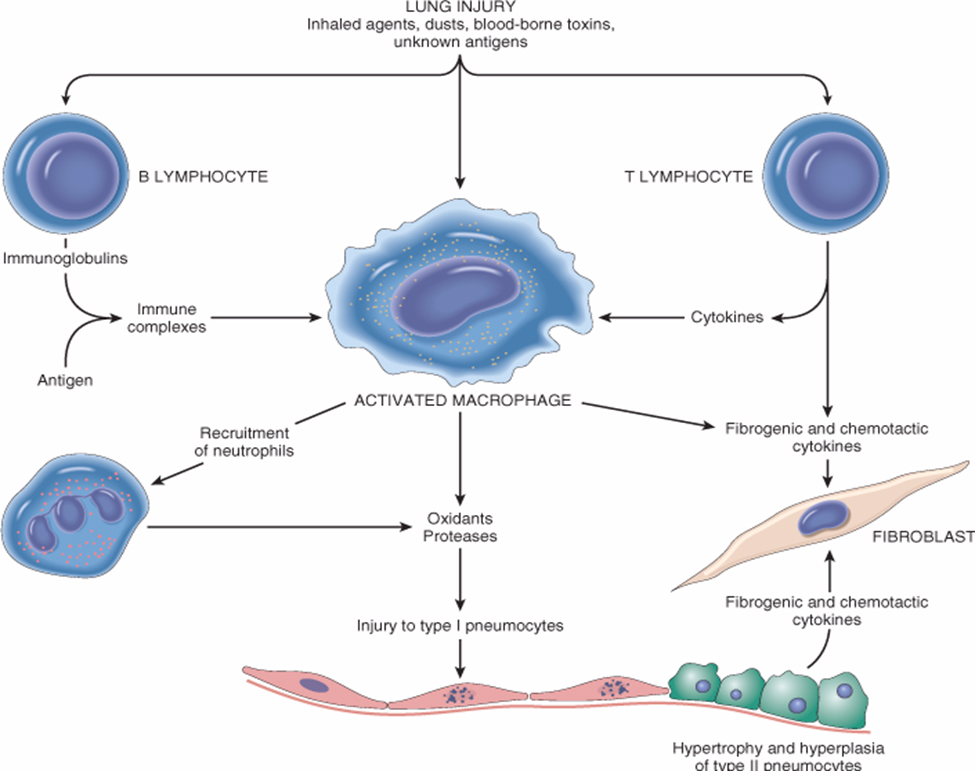 LUNG INJURY
Inhaled agents, dusts, blood-borne toxins,
unknown antigens
B LYMPHOCYTE
T LYMPHOCYTE
Immunoglobulins
Immune
complexes
Cytokines
Antigen
ACTIVATED MACROPHAGE
Recruitment
of neutrophils
Fibrogenic and chemotactic
cytokines
Oxidants
Proteases
FIBROBLAST
Fibrogenic and chemotactic
cytokines
Injury to type I pneumocytes
Hypertrophy and hyperplasia
of type II pneumocytes